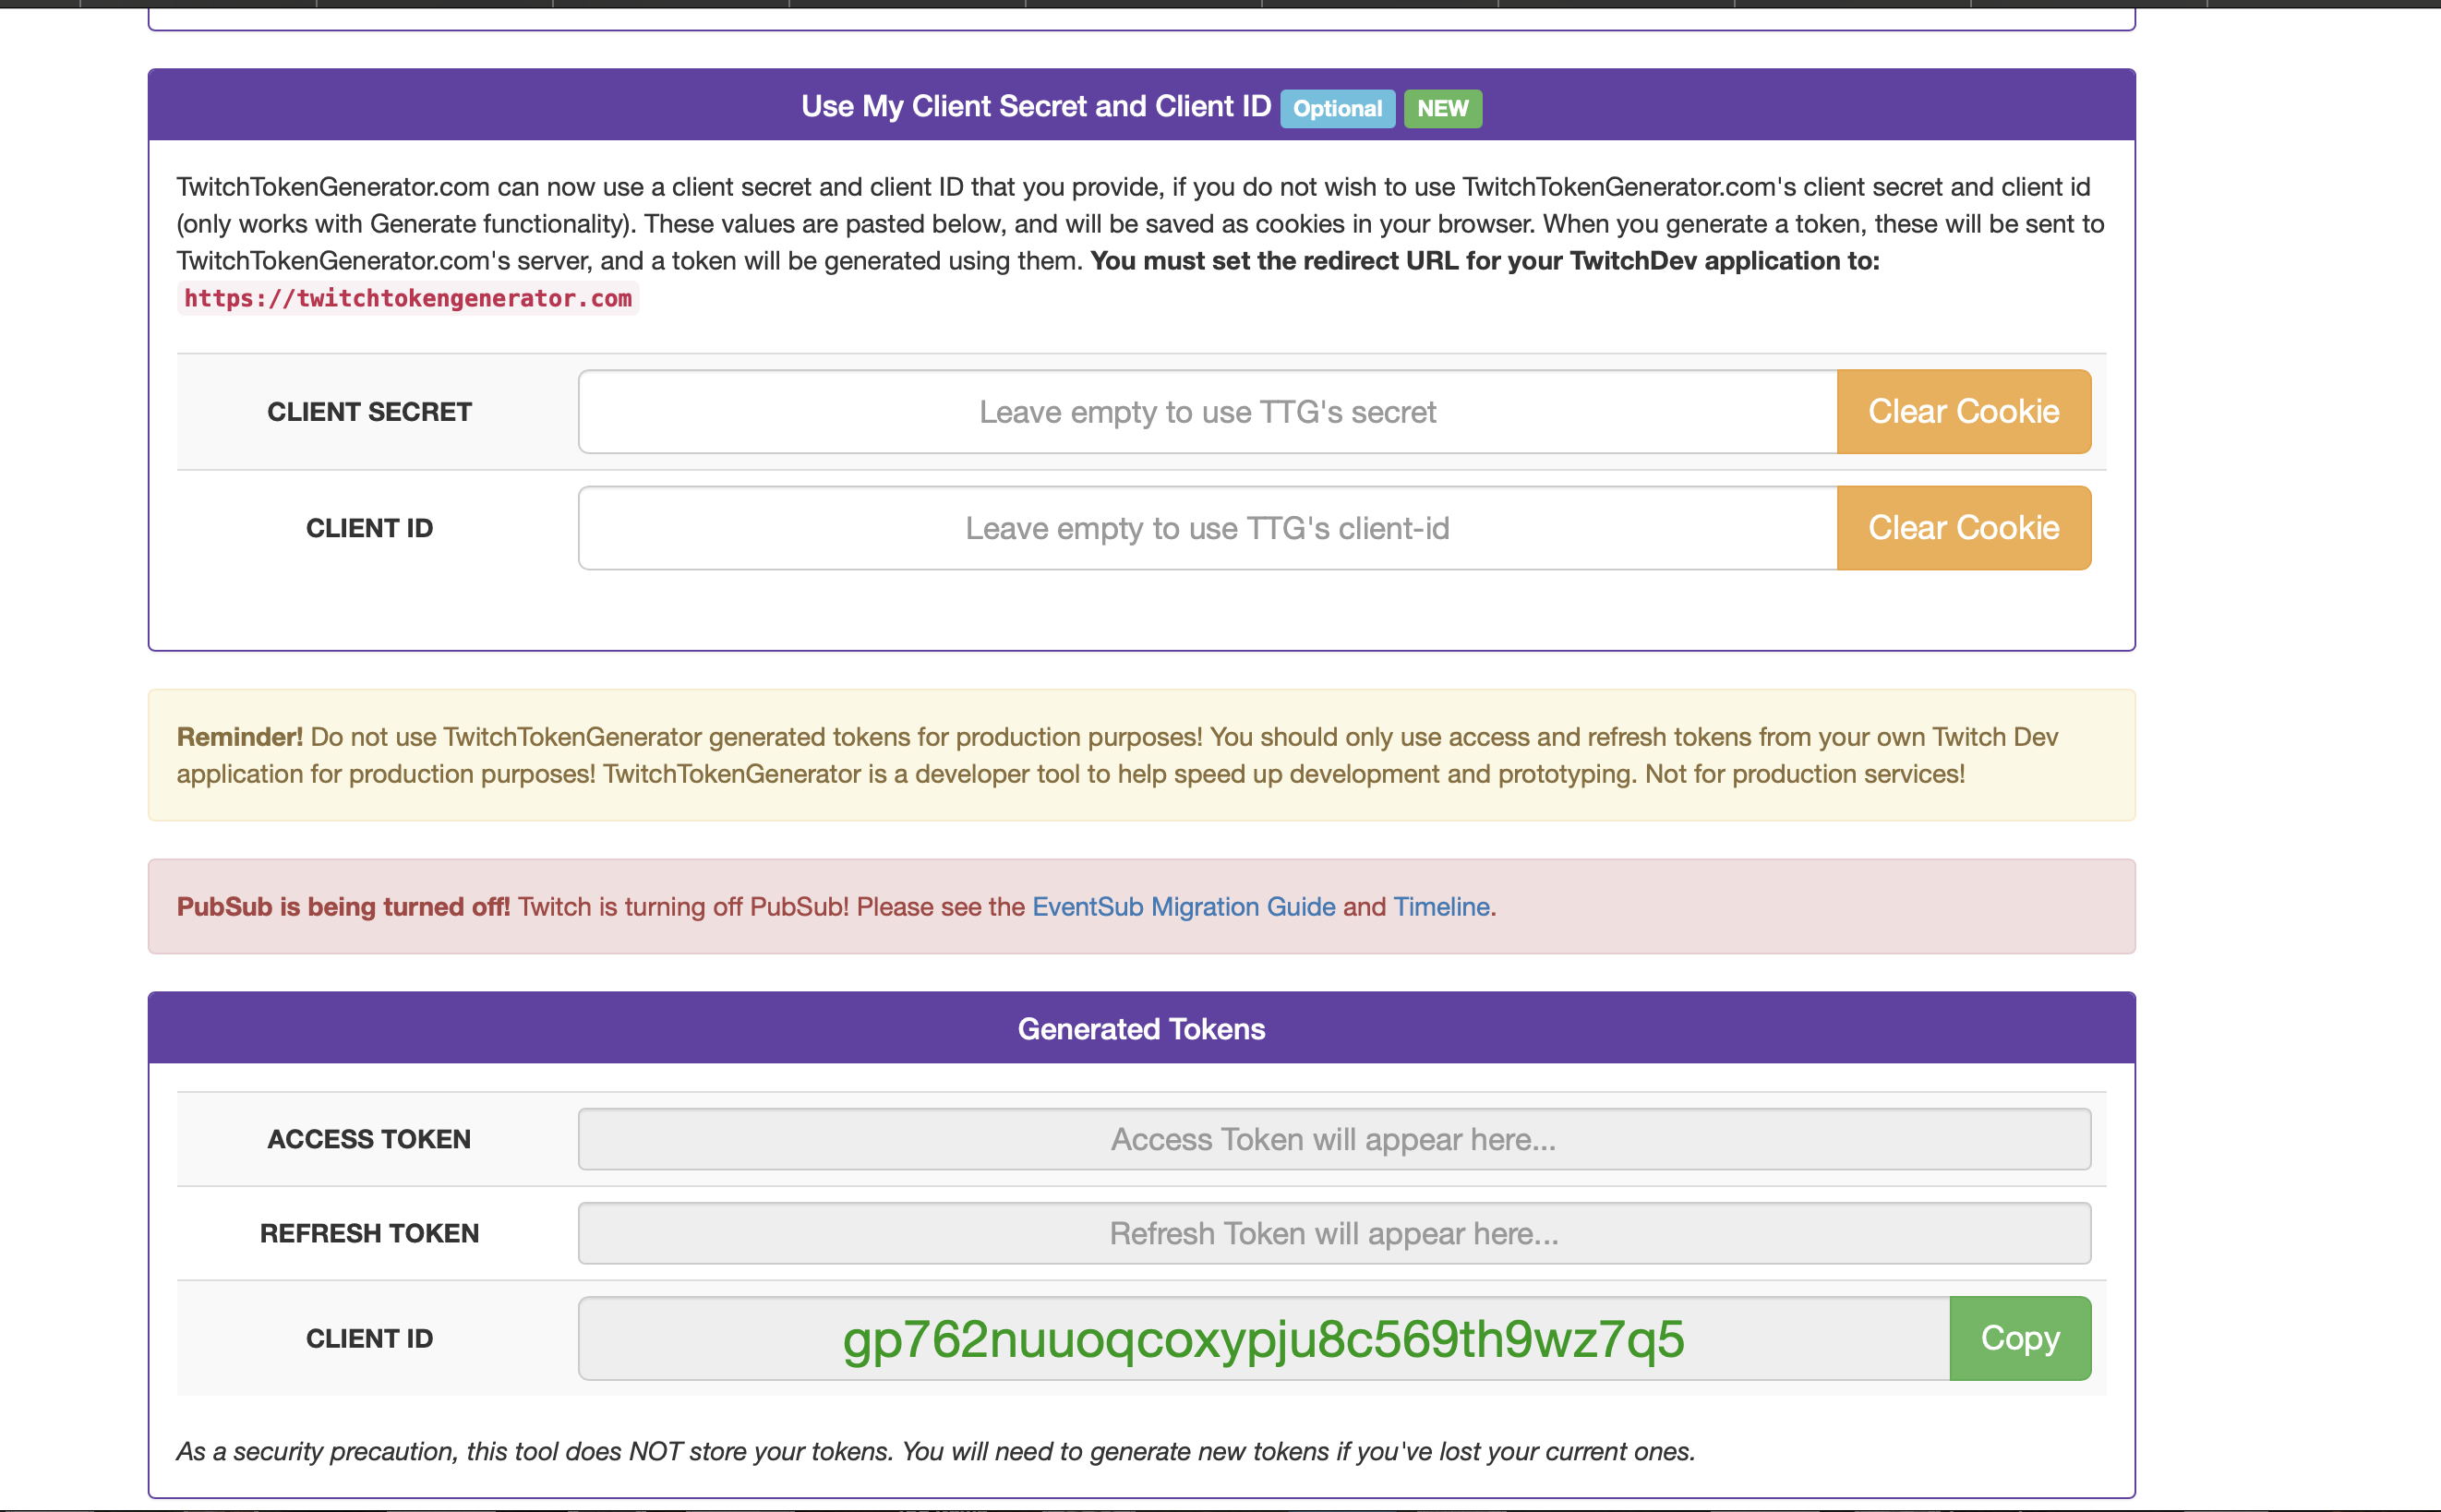 Use My Client Secret and Client ID Optional NEW
TwitchTokenGenerator.com can now use a client secret and client ID that you provide, if you do not wish to use TwitchTokenGenerator.com's client secret and client id
(only works with Generate functionality). These values are pasted below, and will be saved as cookies in your browser. When you generate a token, these will be sent to
TwitchTokenGenerator.com's server, and a token will be generated using them. You must set the redirect URL for your TwitchDev application to:
https://twitchtokengenerator.com
CLIENT SECRET Leave empty to use TTG's secret Clear Cookie
CLIENT ID Leave empty to use TTG's client-id Clear Cookie
Reminder! Do not use TwitchTokenGenerator generated tokens for production purposes! You should only use access and refresh tokens from your own Twitch Dev
application for production purposes! TwitchTokenGenerator is a developer tool to help speed up development and prototyping. Not for production services!
PubSub is being turned off! Twitch is turning off PubSub! Please see the EventSub Migration Guide and Timeline.
Generated Tokens
ACCESS TOKEN Access Token will appear here...
REFRESH TOKEN Refresh Token will appear here...
CLIENT ID gp762nuuoqcoxypju8c569th9wz7q5 Copy
As a security precaution, this tool does NOT store your tokens. You will need to generate new tokens if you've lost your current ones.